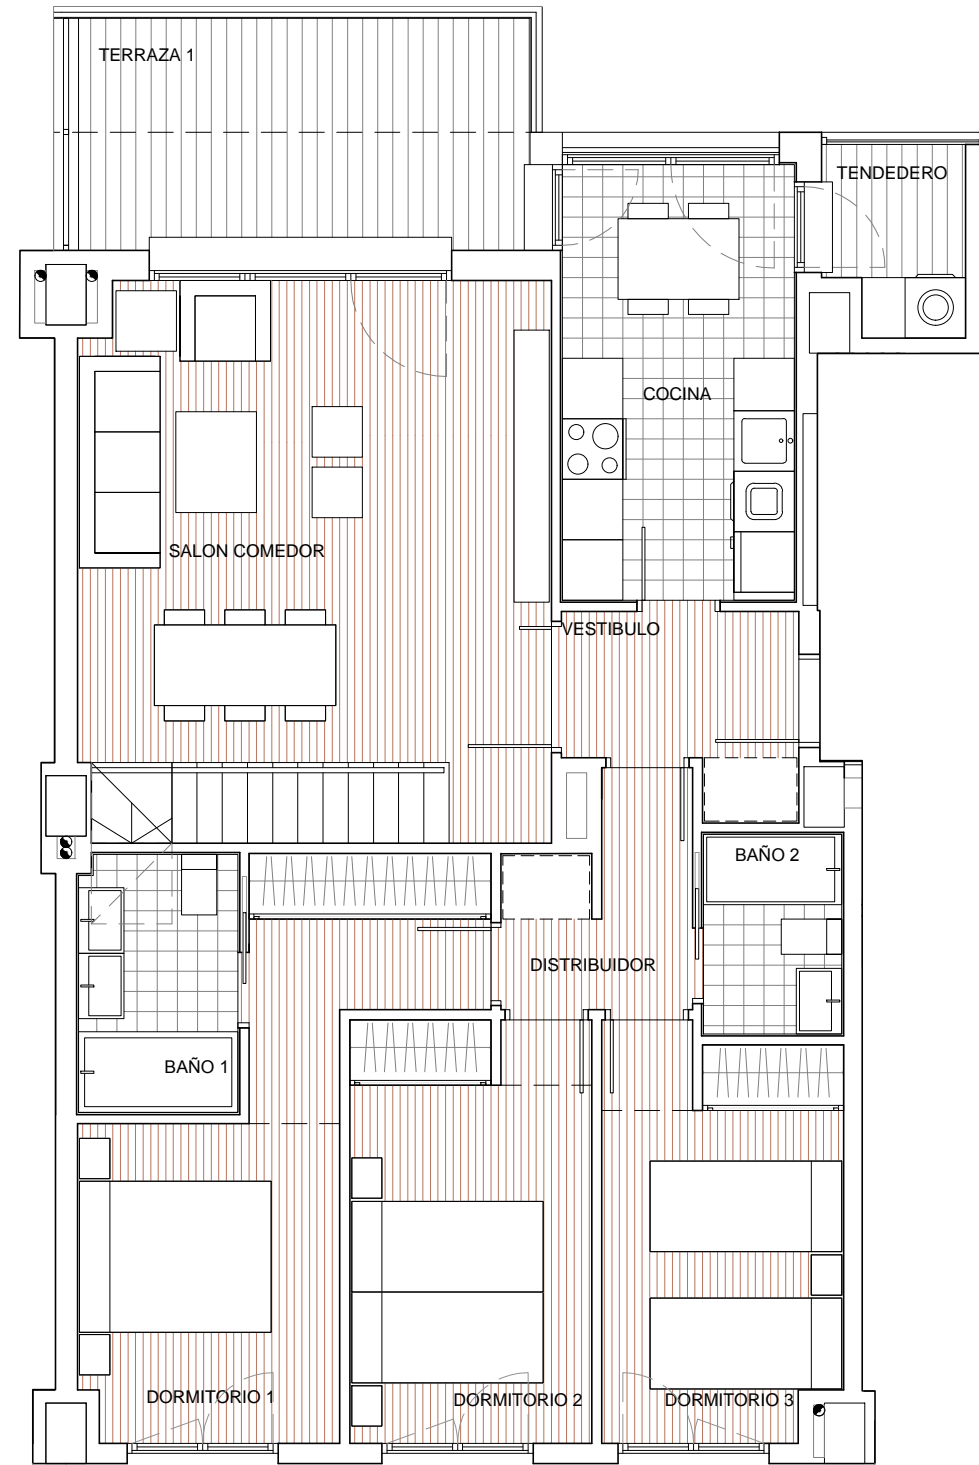 TERRAZA 1
TENDEDERO
COCINA
SALON COMEDOR
VESTIBULO
BAÑO 2
DISTRIBUIDOR
BAÑO 1
DORMITORIO 1
DORMITORIO 2
DORMITORIO 3